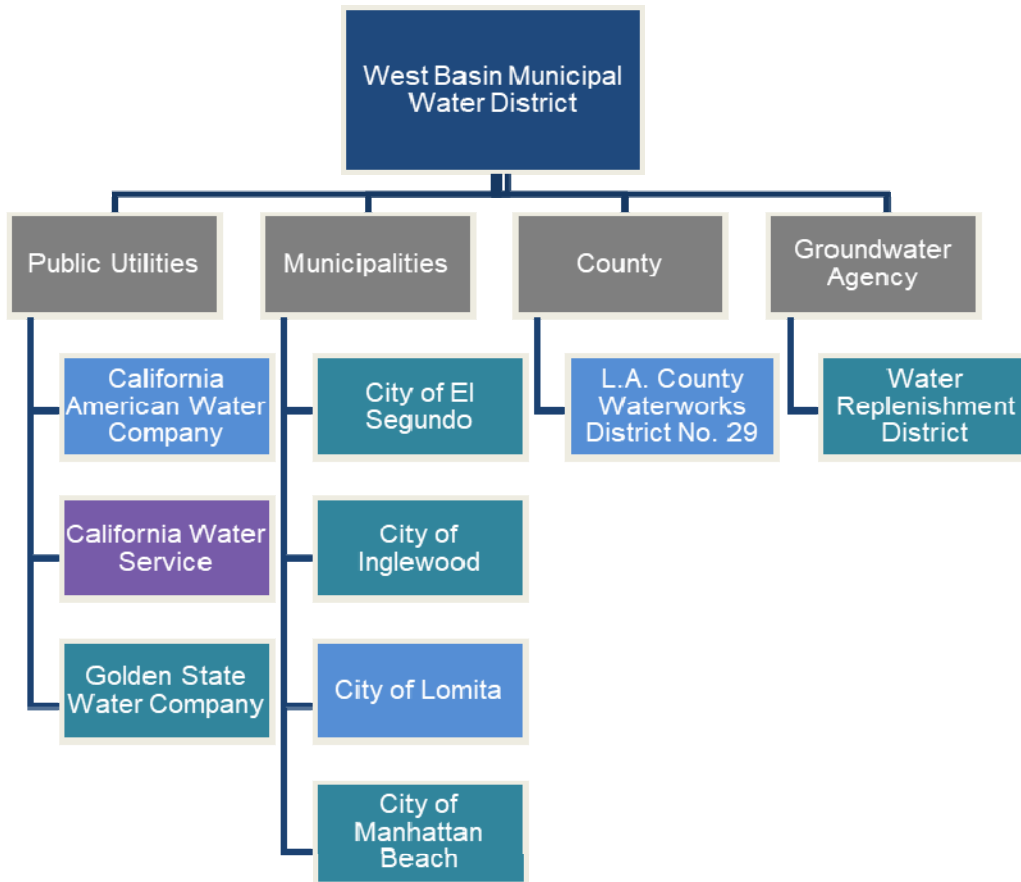 West Basin Municipal
Water District
Public Utilities
Municipalities
County
Groundwater
Agency
California
American Water
Company
City of El
Segundo
L.A. County
Waterworks
District No. 29
Water
Replenishment
District
California Water
Service
City of
Inglewood
Golden State
Water Company
City of Lomita
City of
Manhattan
Beach